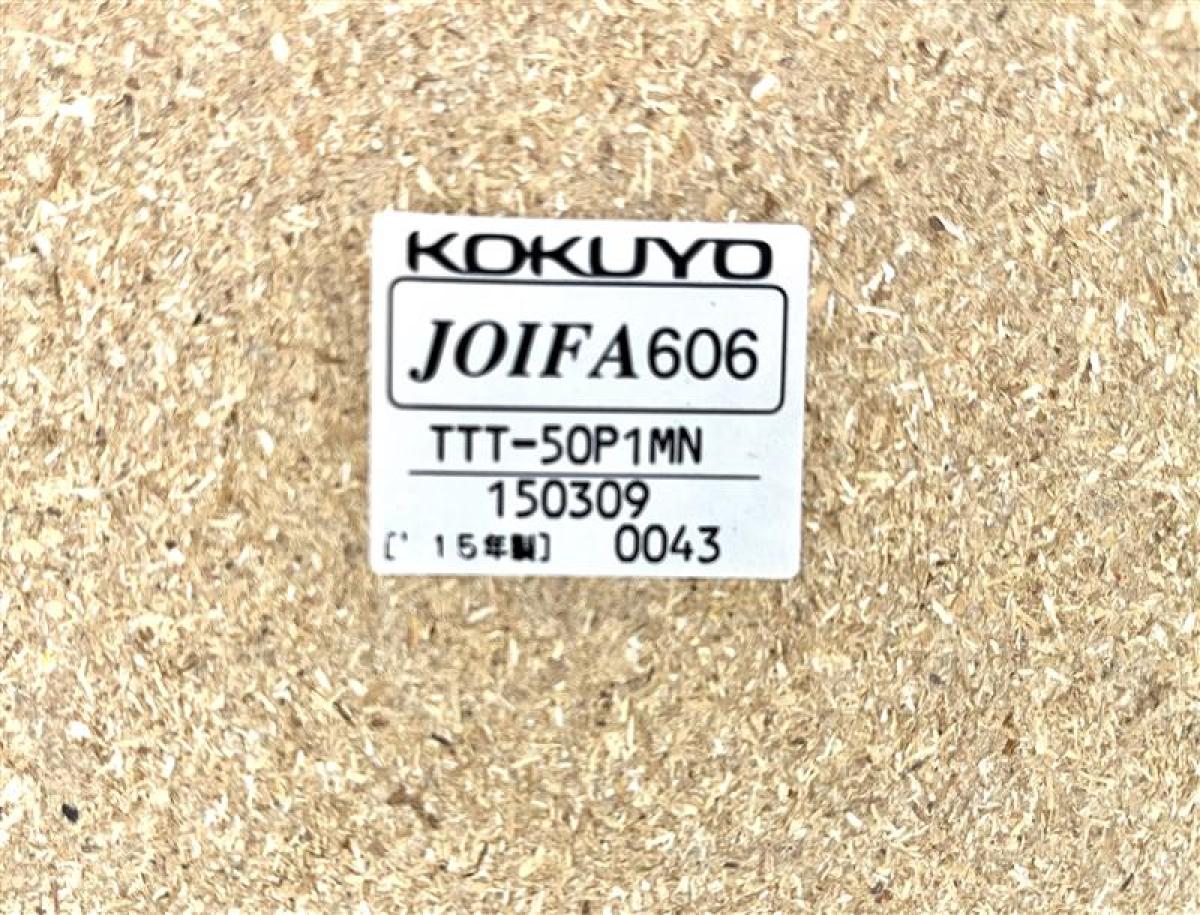 KOKUYO
JOIFA606
TTT-50P1MN
150309
['15年製] 0043